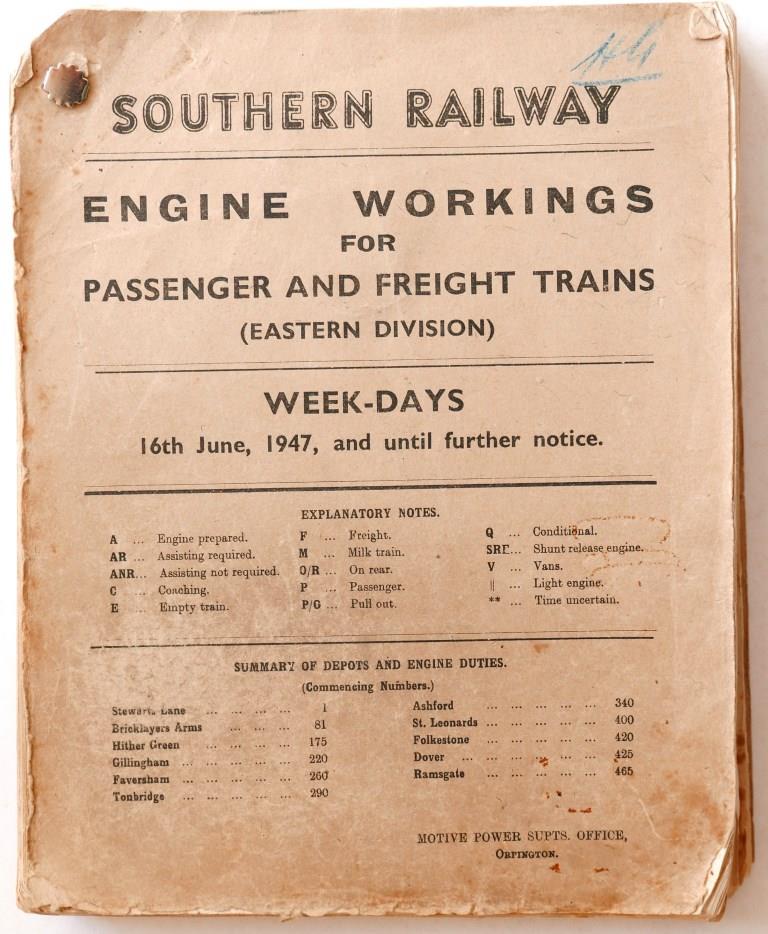 SOUTHERN RAILWAY
ENGINE WORKINGS
FOR
PASSENGER AND FREIGHT TRAINS
(EASTERN DIVISION)
WEEK-DAYS
16th June, 1947, and until further notice.
EXPLANATORY NOTES.
A ... Engine prepared.
AR ... Assisting required.
ANR... Assisting not required.
C ... Coaching.
E ... Empty train.
F ... Freight.
M ... Milk train.
O/R ... On rear.
P ... Passenger.
P/O ... Pull out.
Q ... Conditional.
SRE... Shunt release engine.
V ... Vans.
|| ... Light engine.
** ... Time uncertain.
SUMMARY OF DEPOTS AND ENGINE DUTIES.
(Commencing Numbers.)
Stewarts Lane ... ... ... 1
Bricklayers Arms ... ... 81
Hither Green ... ... ... 175
Gillingham ... ... ... ... 220
Faversham ... ... ... ... 260
Tonbridge ... ... ... ... 290
Ashford ... ... ... ... ... 340
St. Leonards ... ... ... ... 400
Folkestone ... ... ... ... 420
Dover ... ... ... ... ... 425
Ramsgate ... ... ... ... 465
MOTIVE POWER SUPTS. OFFICE,
ORPINGTON.